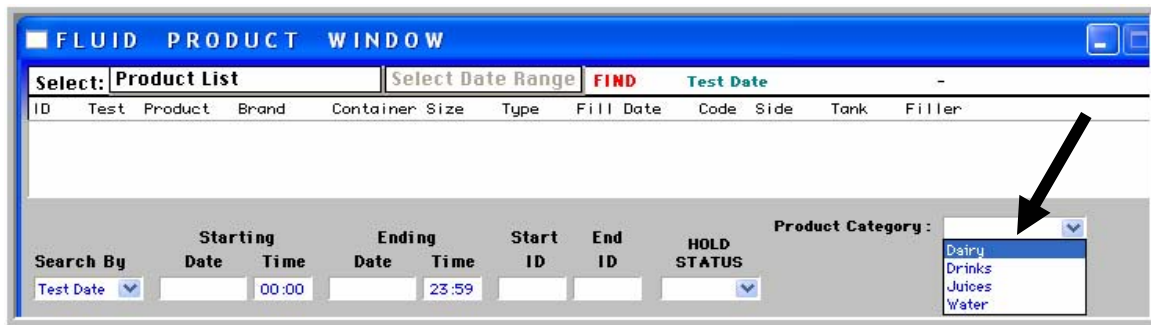 FLUID PRODUCT WINDOW
Select: Product List Select Date Range FIND Test Date -
ID Test Product Brand Container Size Type Fill Date Code Side Tank Filler
Product Category :
Starting Ending Start End HOLD
Search By Date Time Date Time ID ID STATUS
Test Date 00:00 23:59
Dairy
Drinks
Juices
Water